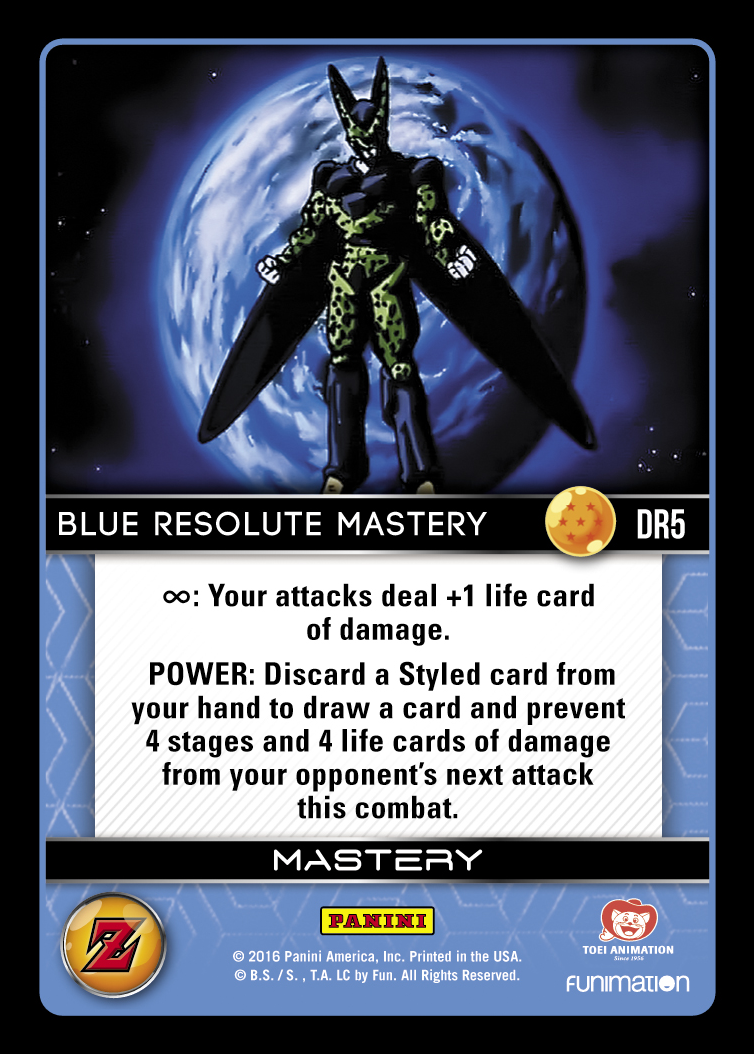 BLUE RESOLUTE MASTERY DR5
∞: Your attacks deal +1 life card
of damage.
POWER: Discard a Styled card from
your hand to draw a card and prevent
4 stages and 4 life cards of damage
from your opponent's next attack
this combat.
MASTERY
Z
PANINI
© 2016 Panini America, Inc. Printed in the USA.
© B.S. / S. , T.A. LC by Fun. All Rights Reserved.
TOEI ANIMATION
Since 1956
FUNIMATION